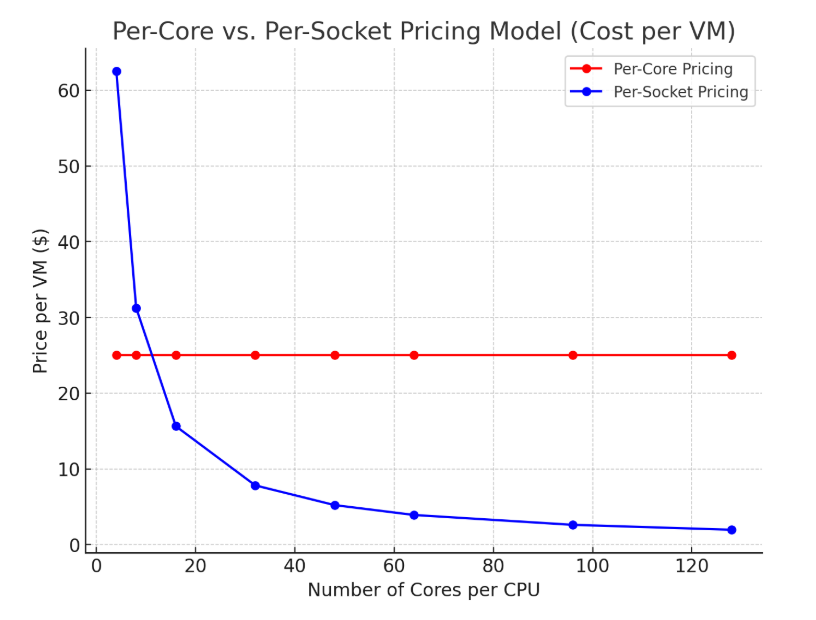 Per-Core vs. Per-Socket Pricing Model (Cost per VM)
Per-Core Pricing
Per-Socket Pricing
Price per VM ($)
60
50
40
30
20
10
0
0 20 40 60 80 100 120
Number of Cores per CPU